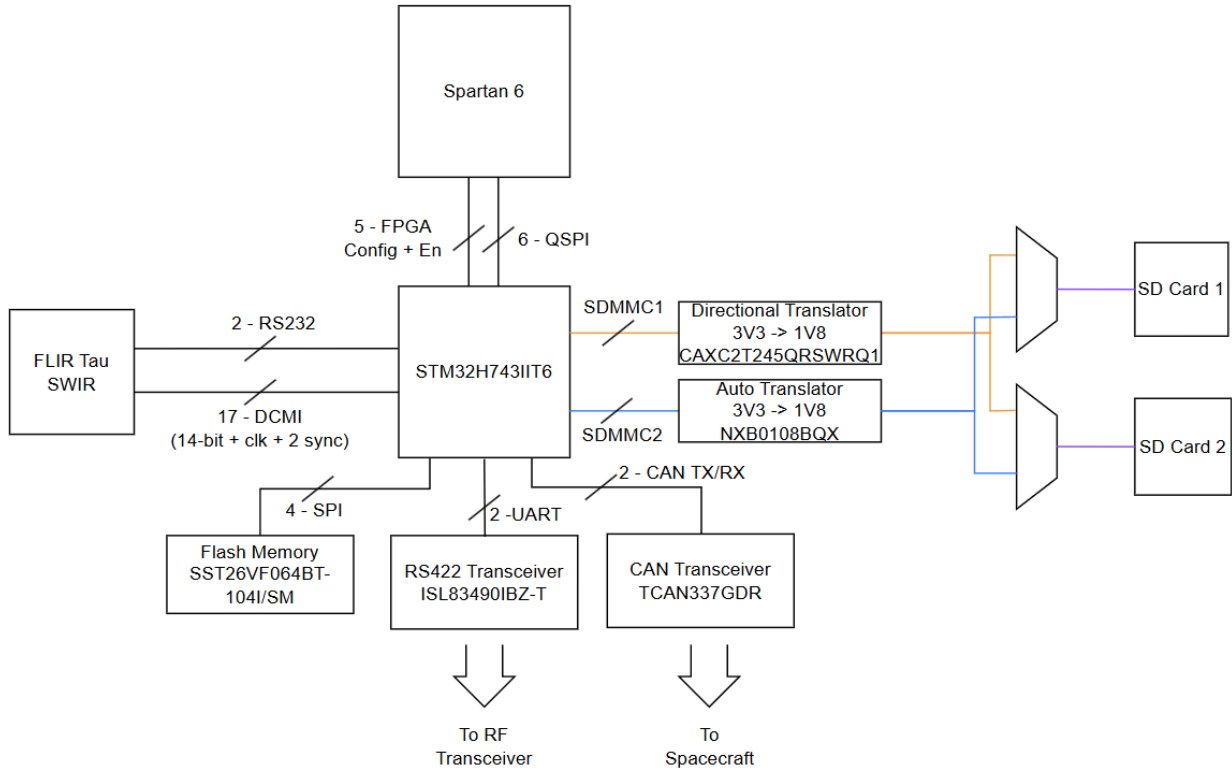 Spartan 6
5 - FPGA
Config + En
6 - QSPI
FLIR Tau
SWIR
2 - RS232
17 - DCMI
(14-bit + clk + 2 sync)
STM32H743IIT6
SDMMC1
SDMMC2
Directional Translator
3V3 -> 1V8
CAXC2T245QRSWRQ1
Auto Translator
3V3 -> 1V8
NXB0108BQX
SD Card 1
SD Card 2
4 - SPI
2 -UART
2 - CAN TX/RX
Flash Memory
SST26VF064BT-
104I/SM
RS422 Transceiver
ISL83490IBZ-T
CAN Transceiver
TCAN337GDR
To RF
Transceiver
To
Spacecraft